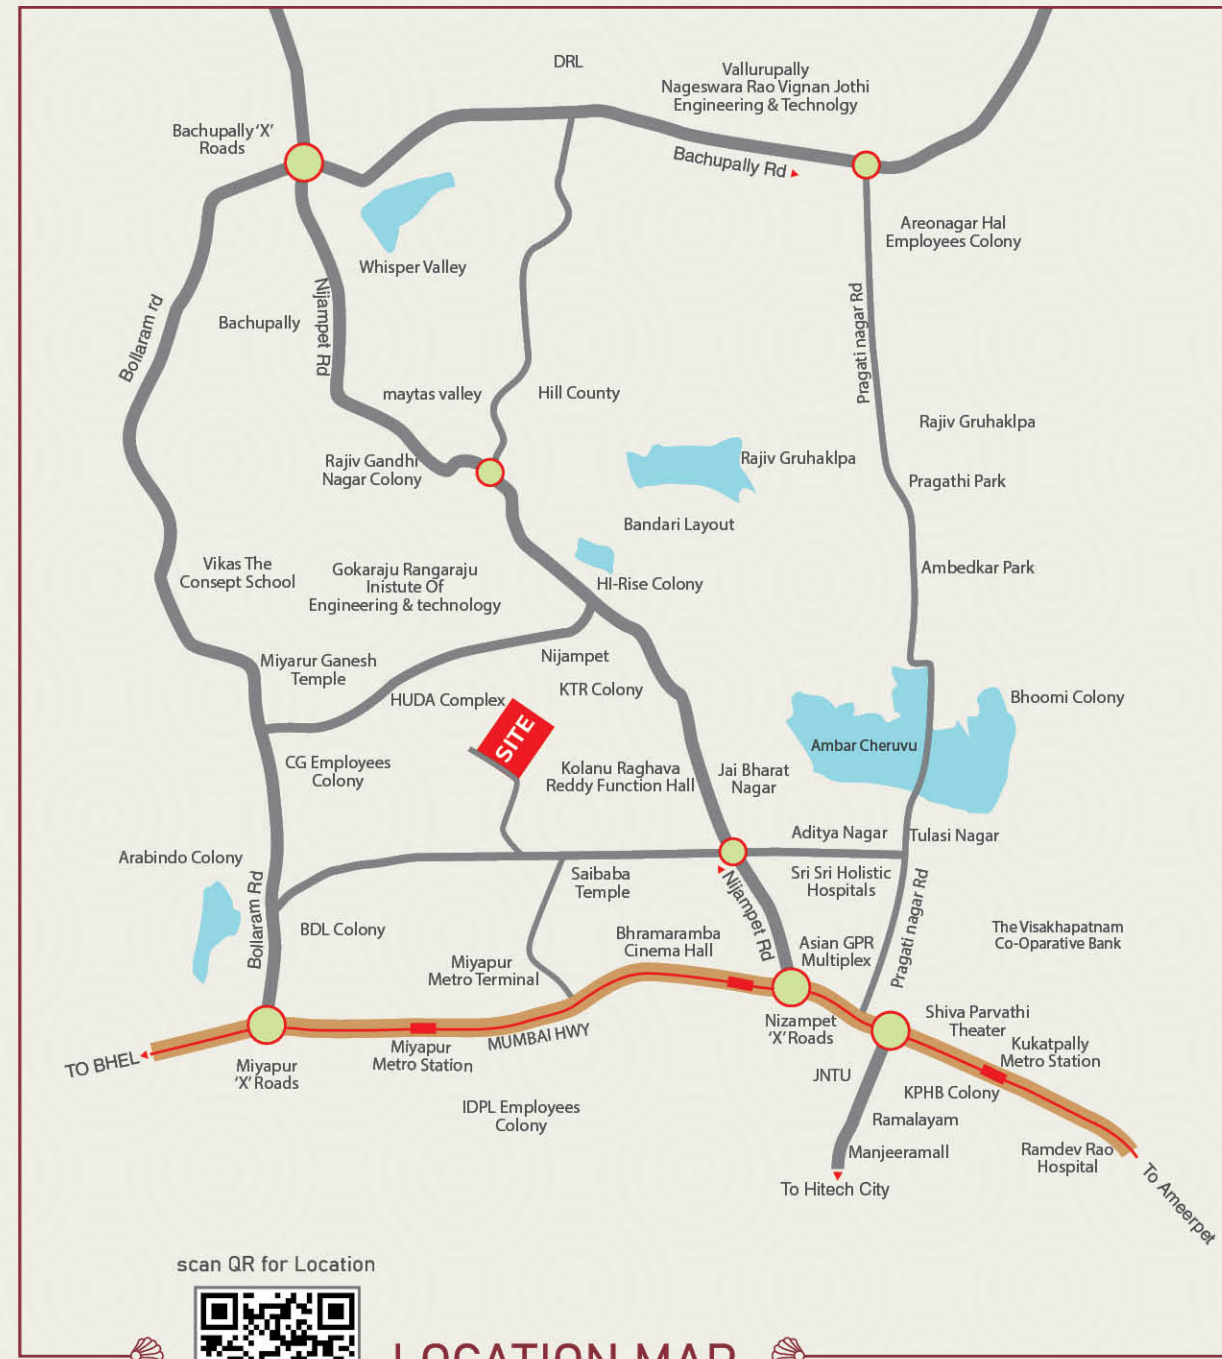 DRL
Vallurupally
Nageswara Rao Vignan Jothi
Engineering & Technolgy
Bachupally 'X'
Roads
Bachupally Rd
Areonagar Hal
Employees Colony
Whisper Valley
Bollaram rd
Bachupally
Nijampet Rd
Pragati nagar Rd
maytas valley
Hill County
Rajiv Gruhaklpa
Rajiv Gandhi
Nagar Colony
Rajiv Gruhaklpa
Pragathi Park
Bandari Layout
Vikas The
Consept School
Gokaraju Rangaraju
Inistute Of
Engineering & technology
HI-Rise Colony
Ambedkar Park
Miyarur Ganesh
Temple
Nijampet
KTR Colony
HUDA Complex
SITE
Bhoomi Colony
Ambar Cheruvu
CG Employees
Colony
Kolanu Raghava
Reddy Function Hall
Jai Bharat
Nagar
Aditya Nagar
Tulasi Nagar
Arabindo Colony
Saibaba
Temple
Sri Sri Holistic
Hospitals
Bollaram Rd
BDL Colony
Nijampet Rd
Pragati nagar Rd
Bhramaramba
Cinema Hall
Asian GPR
Multiplex
The Visakhapatnam
Co-Oparative Bank
Miyapur
Metro Terminal
Shiva Parvathi
Theater
Nizampet
'X' Roads
MUMBAI HWY
Miyapur
Metro Station
Kukatpally
Metro Station
TO BHEL
Miyapur
'X' Roads
JNTU
KPHB Colony
IDPL Employees
Colony
Ramalayam
Manjeeramall
Ramdev Rao
Hospital
To Hitech City
To Ameerpet
scan QR for Location
LOCATION MAP